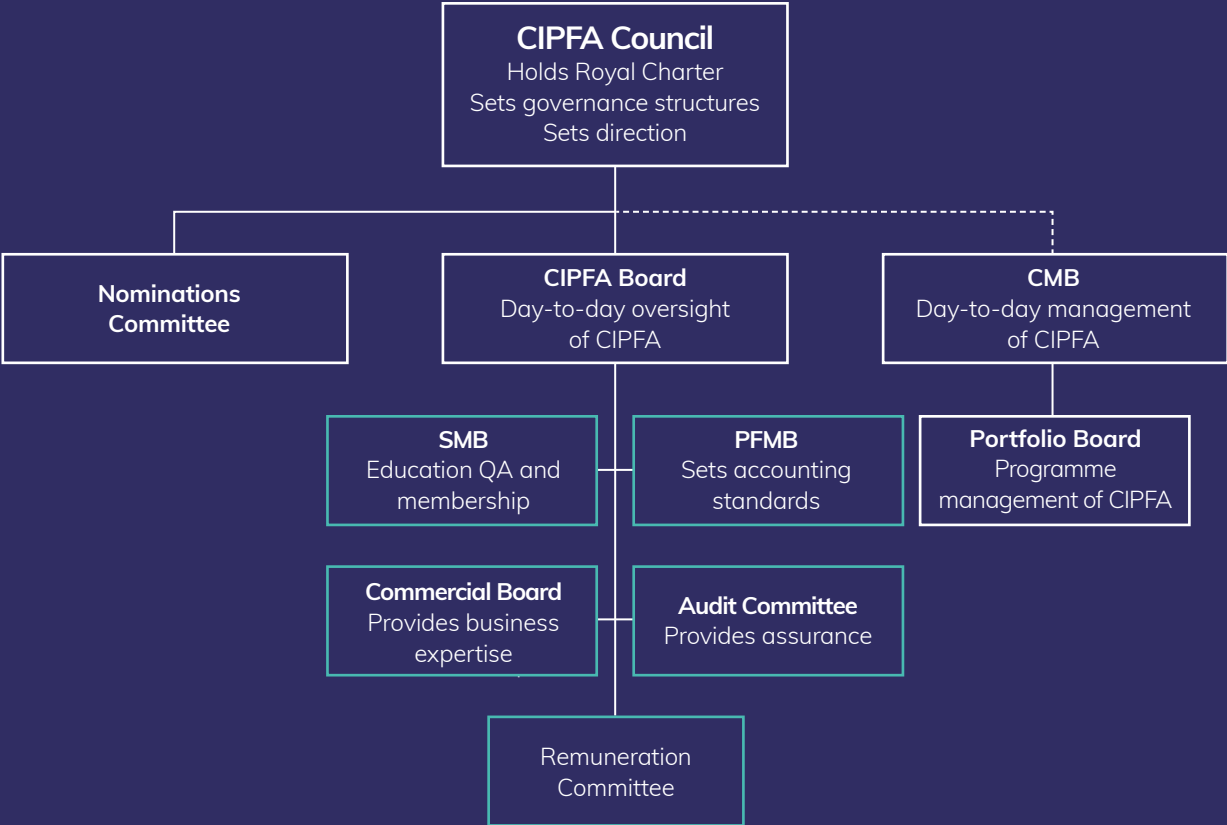 CIPFA Council
Holds Royal Charter
Sets governance structures
Sets direction
Nominations
Committee
CIPFA Board
Day-to-day oversight
of CIPFA
CMB
Day-to-day management
of CIPFA
SMB
Education QA and
membership
PFMB
Sets accounting
standards
Portfolio Board
Programme
management of CIPFA
Commercial Board
Provides business
expertise
Audit Committee
Provides assurance
Remuneration
Committee